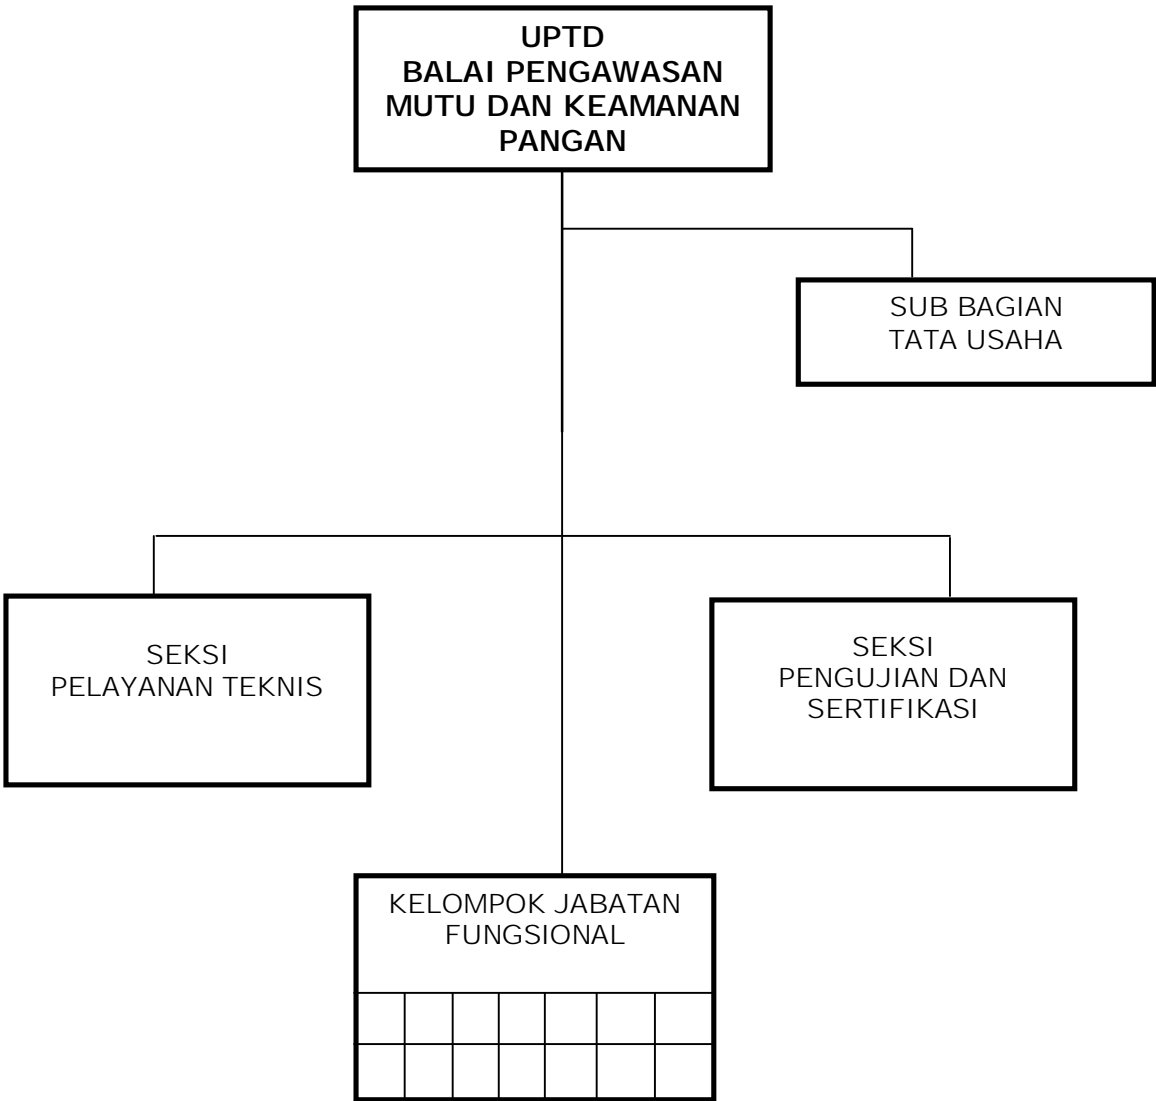 UPTD
BALAI PENGAWASAN
MUTU DAN KEAMANAN
PANGAN
SUB BAGIAN
TATA USAHA
SEKSI
PELAYANAN TEKNIS
SEKSI
PENGUJIAN DAN
SERTIFIKASI
KELOMPOK JABATAN
FUNGSIONAL